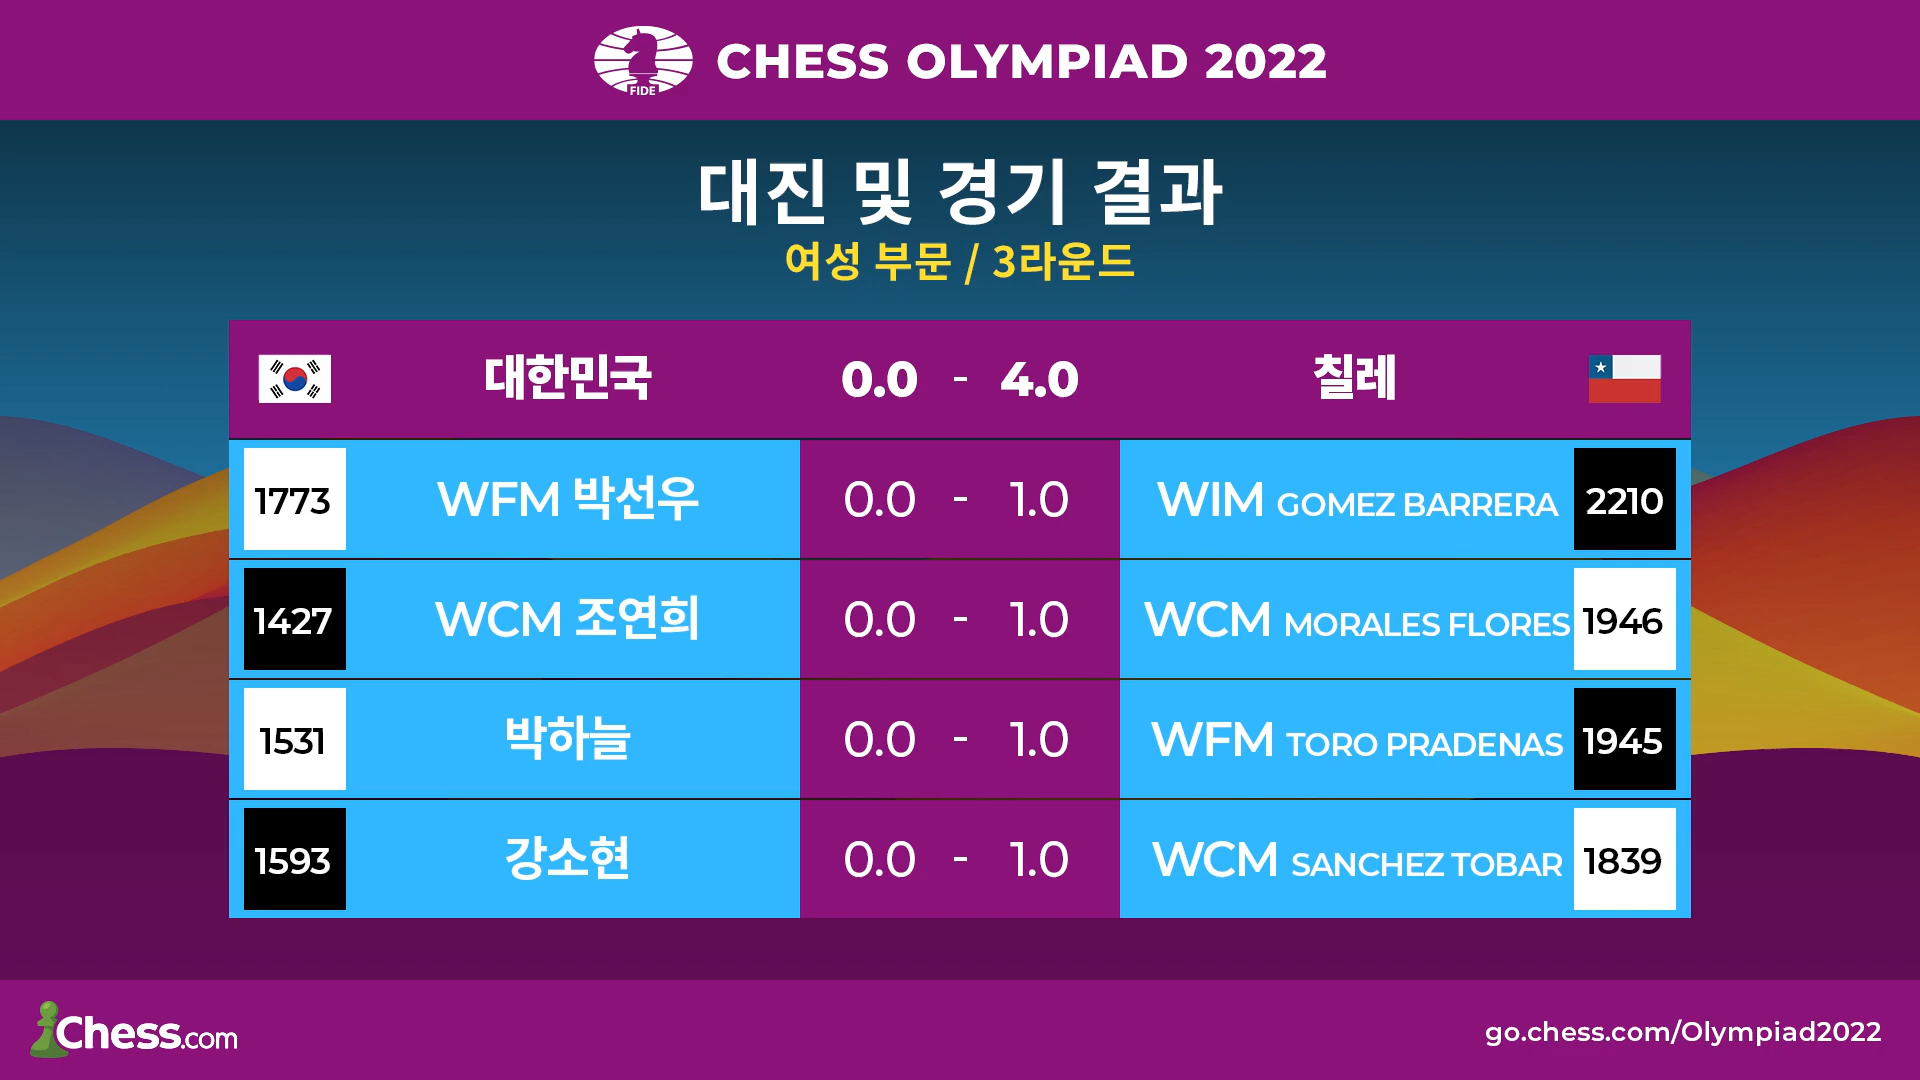 FIDE
CHESS OLYMPIAD 2022
대진 및 경기 결과
여성 부문 / 3라운드
대한민국 0.0 - 4.0 칠레
1773 WFM 박선우 0.0 - 1.0 WIM GOMEZ BARRERA 2210
1427 WCM 조연희 0.0 - 1.0 WCM MORALES FLORES 1946
1531 박하늘 0.0 - 1.0 WFM TORO PRADENAS 1945
1593 강소현 0.0 - 1.0 WCM SANCHEZ TOBAR 1839
Chess.com
go.chess.com/Olympiad2022